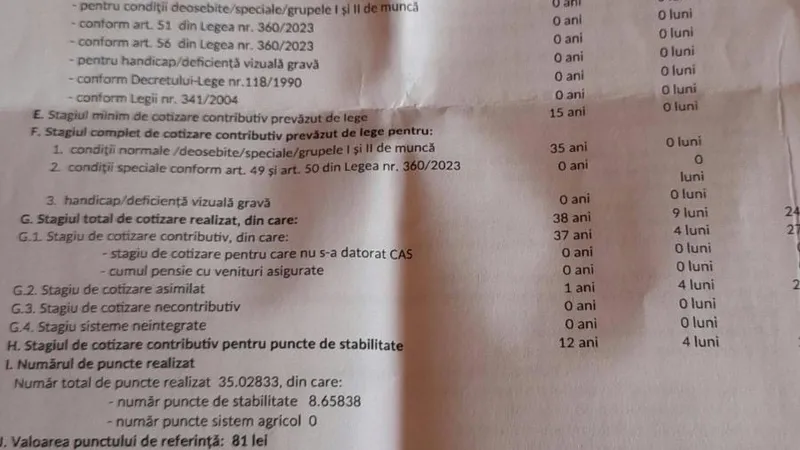 - pentru condiții deosebite/speciale/grupele I și II de muncă 0 ani 0 luni
- conform art. 51 din Legea nr. 360/2023 0 ani 0 luni
- conform art. 56 din Legea nr. 360/2023 0 ani 0 luni
- pentru handicap/deficiență vizuală gravă 0 ani 0 luni
- conform Decretului-Lege nr.118/1990 0 ani 0 luni
- conform Legii nr. 341/2004 0 ani 0 luni
E. Stagiul minim de cotizare contributiv prevăzut de lege 15 ani 0 luni
F. Stagiul complet de cotizare contributiv prevăzut de lege pentru:
1. condiții normale /deosebite/speciale/grupele I și II de muncă 35 ani 0 luni
2. condiții speciale conform art. 49 și art. 50 din Legea nr. 360/2023 0 ani 0
luni
3. handicap/deficiență vizuală gravă 0 ani 0 luni
G. Stagiul total de cotizare realizat, din care: 38 ani 9 luni 24
G.1. Stagiu de cotizare contributiv, din care: 37 ani 4 luni 27
- stagiu de cotizare pentru care nu s-a datorat CAS 0 ani 0 luni
- cumul pensie cu venituri asigurate 0 ani 0 luni
G.2. Stagiu de cotizare asimilat 1 ani 4 luni 2
G.3. Stagiu de cotizare necontributiv 0 ani 0 luni
G.4. Stagiu sisteme neintegrate 0 ani 0 luni
H. Stagiul de cotizare contributiv pentru puncte de stabilitate 12 ani 4 luni
I. Numărul de puncte realizat
Număr total de puncte realizat 35.02833, din care:
- număr puncte de stabilitate 8.65838
- număr puncte sistem agricol 0
J. Valoarea punctului de referință: 81 lei